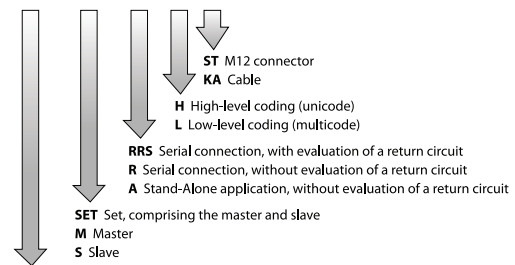 ST M12 connector
KA Cable
H High-level coding (unicode)
L Low-level coding (multicode)
RRS Serial connection, with evaluation of a return circuit
R Serial connection, without evaluation of a return circuit
A Stand-Alone application, without evaluation of a return circuit
SET Set, comprising the master and slave
M Master
S Slave